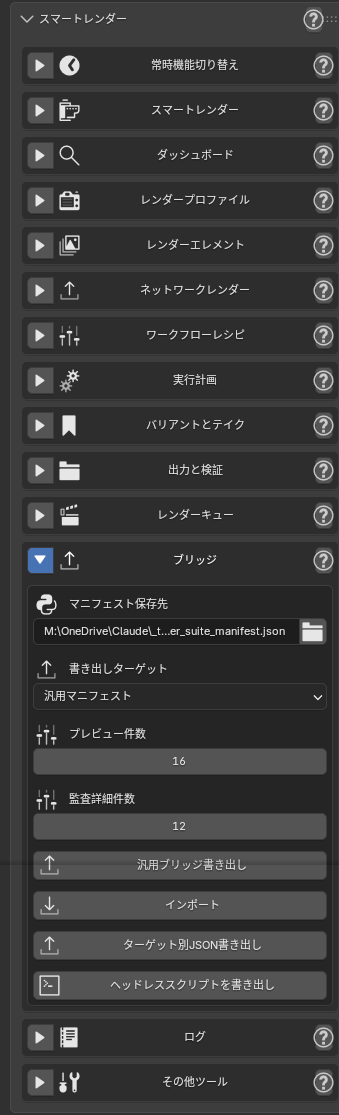 スマートレンダー
常時機能切り替え
スマートレンダー
ダッシュボード
レンダープロファイル
レンダーエレメント
ネットワークレンダー
ワークフローレシピ
実行計画
バリアントとテイク
出力と検証
レンダーキュー
ブリッジ
マニフェスト保存先
M:\OneDrive\Claude\_t...er_suite_manifest.json
書き出しターゲット
汎用マニフェスト
プレビュー件数
16
監査詳細件数
12
汎用ブリッジ書き出し
インポート
ターゲット別JSON書き出し
ヘッドレススクリプトを書き出し
ログ
その他ツール